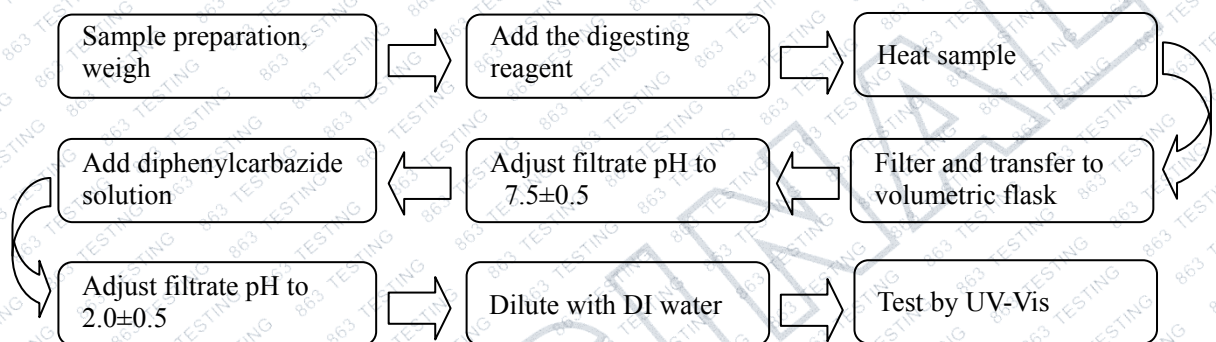 Sample preparation,
weigh
Add the digesting
reagent
Heat sample
Filter and transfer to
volumetric flask
Adjust filtrate pH to
7.5±0.5
Add diphenylcarbazide
solution
Adjust filtrate pH to
2.0±0.5
Dilute with DI water
Test by UV-Vis
863 TESTING